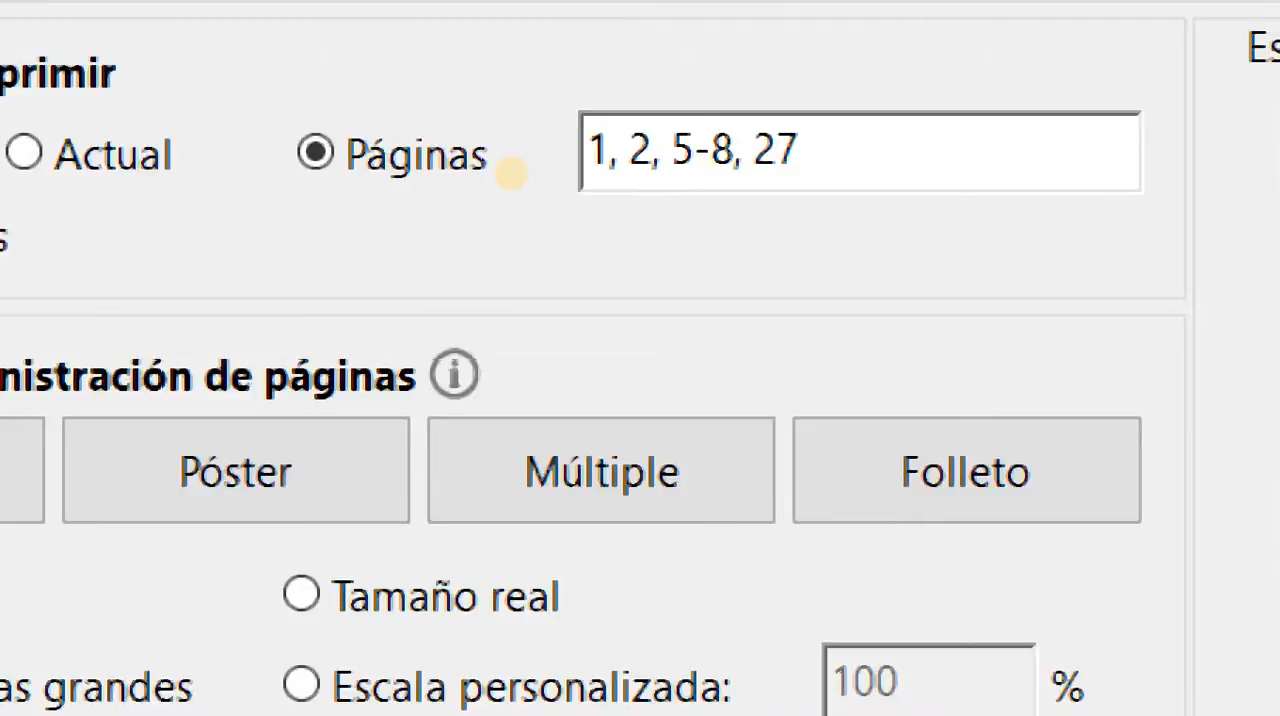 primir
Es
Actual Páginas 1, 2, 5-8, 27
s
nistración de páginas
Póster Múltiple Folleto
Tamaño real
as grandes Escala personalizada: 100 %